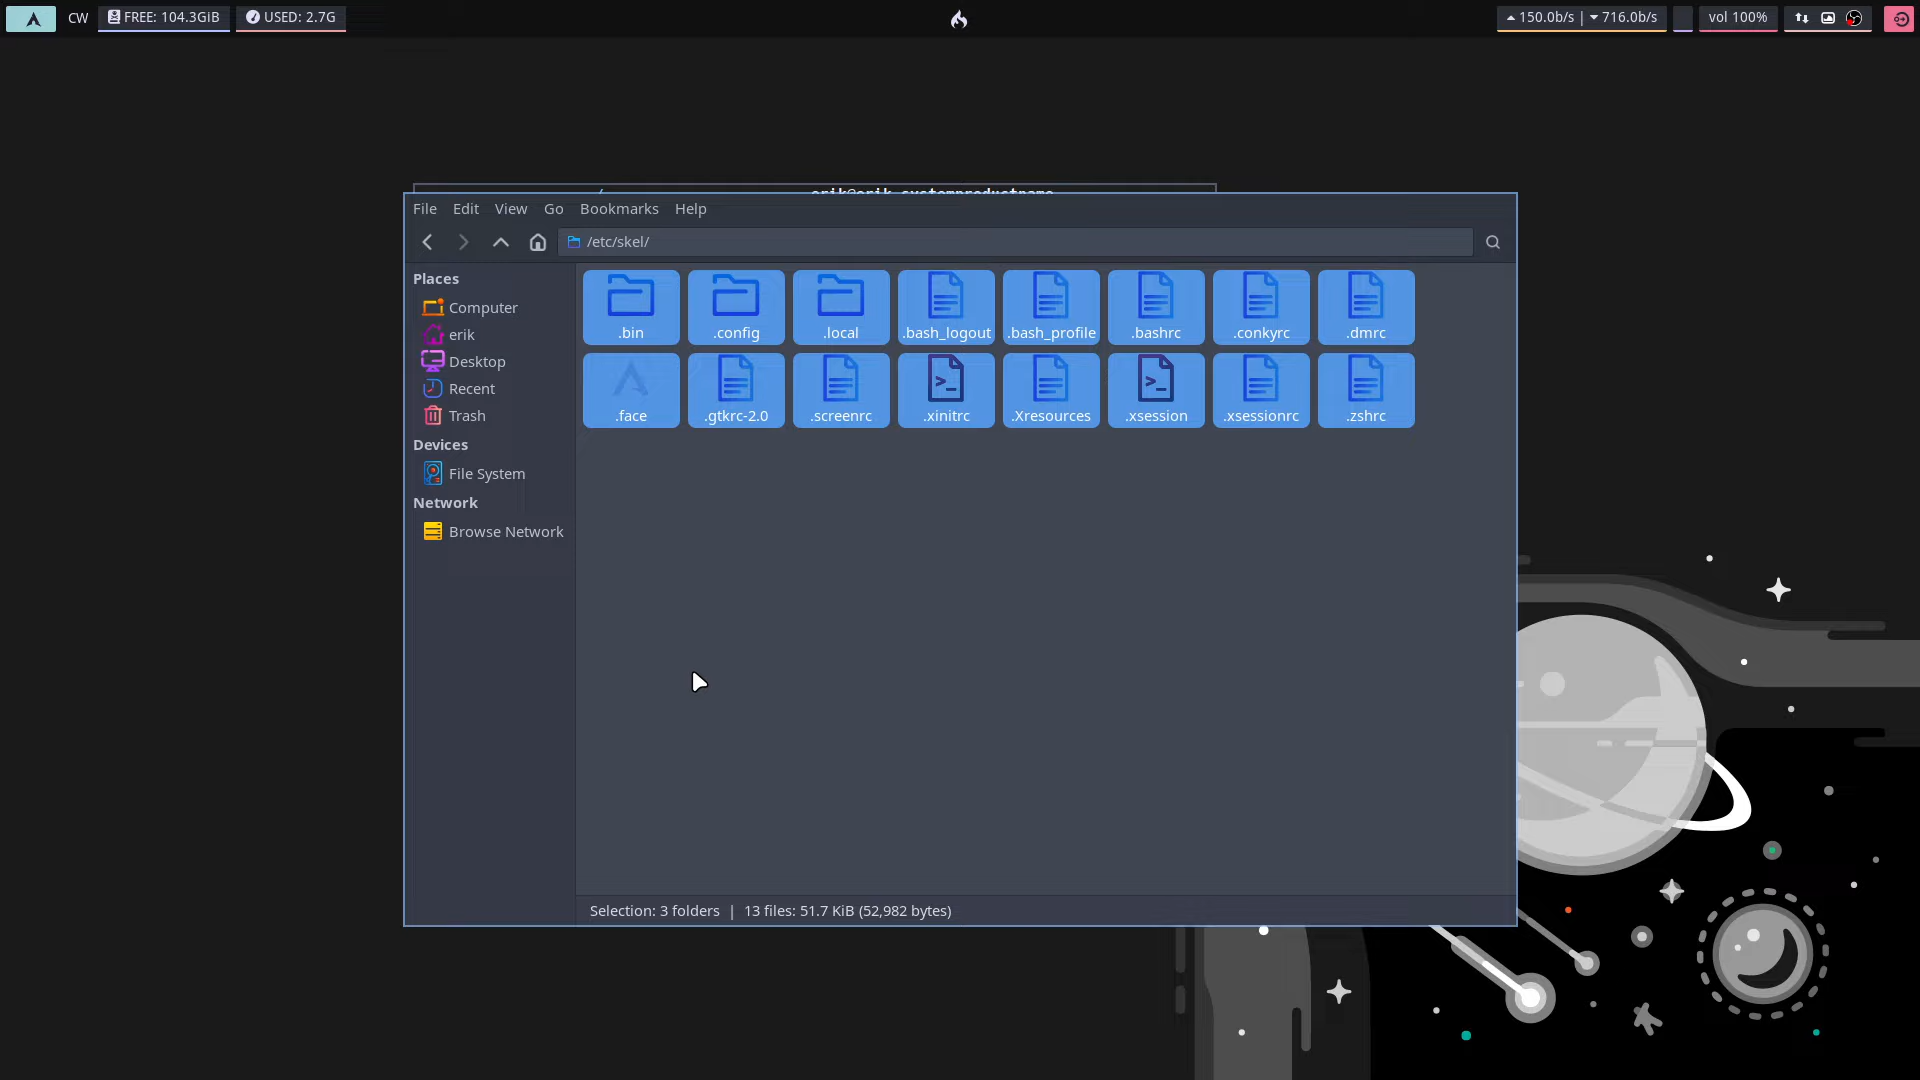 CW FREE: 104.3GiB USED: 2.7G 150.0b/s | 716.0b/s vol 100%
erik@erik-systemproductname
File Edit View Go Bookmarks Help
/etc/skel/
Places
Computer
erik
Desktop
Recent
Trash
Devices
File System
Network
Browse Network
.bin .config .local .bash_logout .bash_profile .bashrc .conkyrc .dmrc
.face .gtkrc-2.0 .screenrc .xinitrc .Xresources .xsession .xsessionrc .zshrc
Selection: 3 folders | 13 files: 51.7 KiB (52,982 bytes)